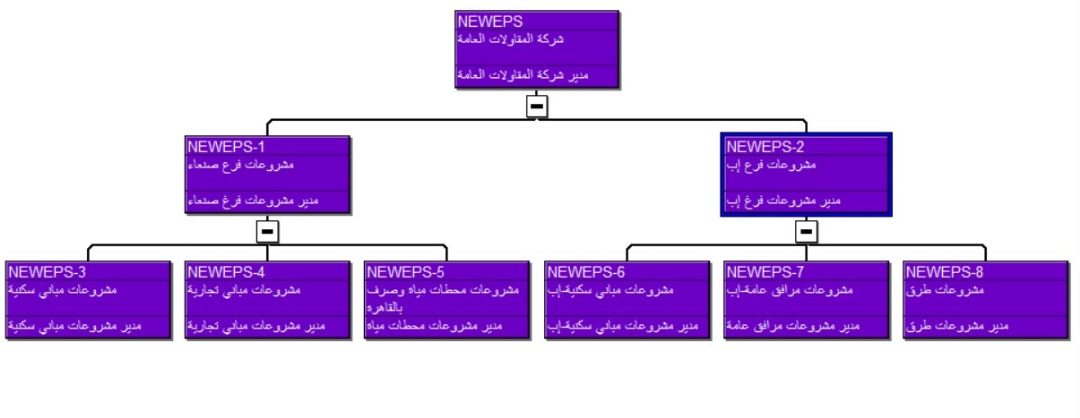 NEWEPS
شركة المقاولات العامة
مدير شركة المقاولات العامة
NEWEPS-1
مشروعات فرع صنعاء
مدير مشروعات فرغ صنعاء
NEWEPS-2
مشروعات فرع إب
مدير مشروعات فرغ إب
NEWEPS-3
مشروعات مباني سكنية
مدير مشروعات مباني سكنية
NEWEPS-4
مشروعات مباني تجارية
مدير مشروعات مباني تجارية
NEWEPS-5
مشروعات محطات مياة وصرف
بالقاهرة
مدير مشروعات محطات مياة
NEWEPS-6
مشروعات مباني سكنية-إب
مدير مشروعات مباني سكنية-إب
NEWEPS-7
مشروعات مرافق عامة-إب
مدير مشروعات مرافق عامة
NEWEPS-8
مشروعات طرق
مدير مشروعات طرق